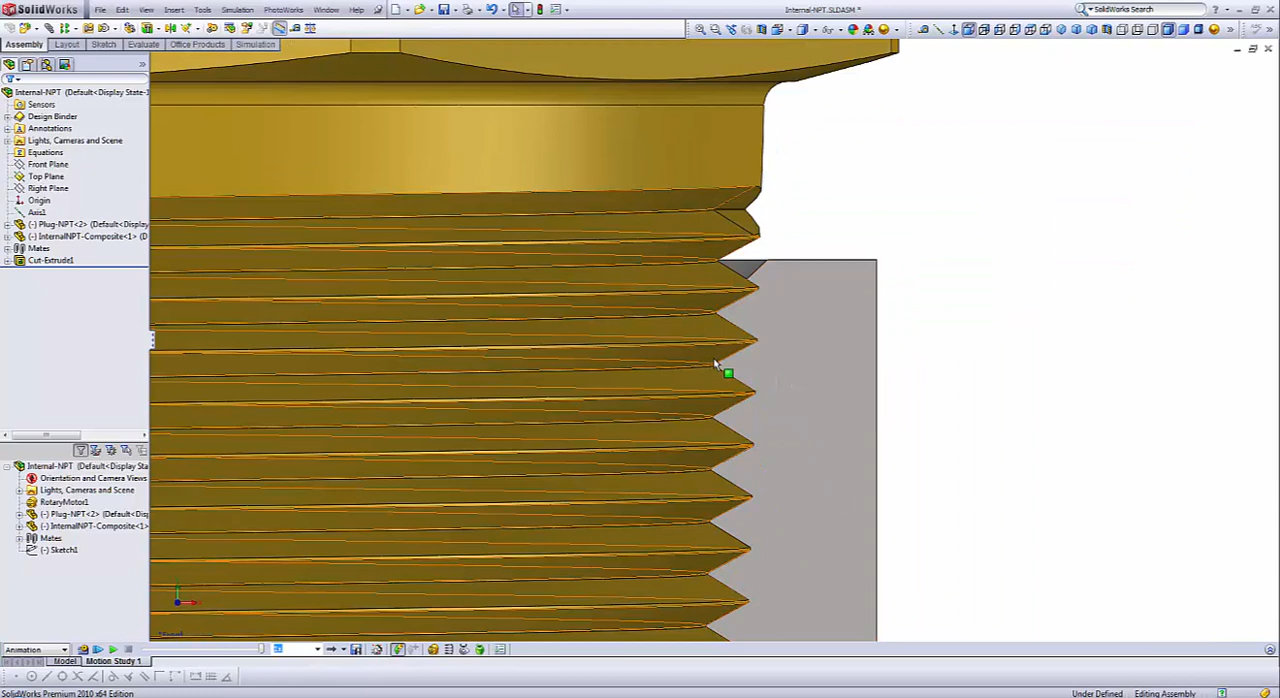 SolidWorks File Edit View Insert Tools Simulation PhotoWorks Window Help Internal-NPT.SLDASM * SolidWorks Search
Assembly Layout Sketch Evaluate Office Products Simulation
Internal-NPT (Default<Display State-
Sensors
Design Binder
Annotations
Lights, Cameras and Scene
Equations
Front Plane
Top Plane
Right Plane
Origin
Axis1
(-) Plug-NPT<2> (Default<Display
(-) InternalNPT-Composite<1> (D
Mates
Cut-Extrude1
Internal-NPT (Default<Display Sta
Orientation and Camera Views
Lights, Cameras and Scene
RotaryMotor1
(-) Plug-NPT<2> (Default<Dis
(-) InternalNPT-Composite<1>
Mates
(-) Sketch1
Animation
Model Motion Study 1
SolidWorks Premium 2010 x64 Edition Under Defined Editing Assembly